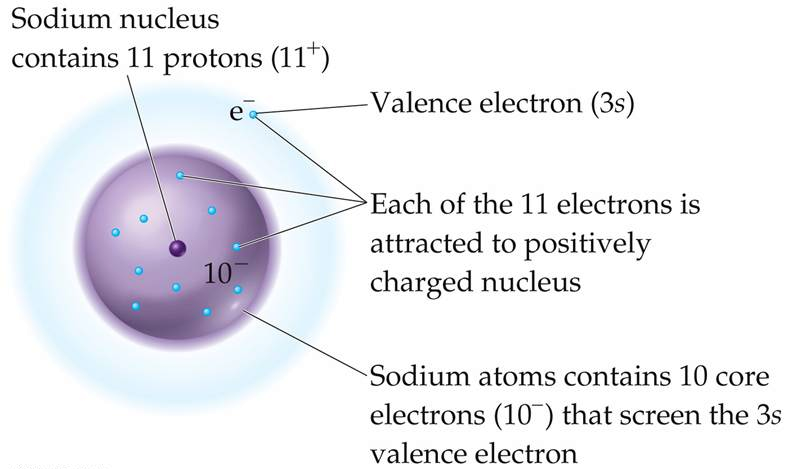 Sodium nucleus
contains 11 protons (11⁺)
e⁻
Valence electron (3s)
Each of the 11 electrons is
attracted to positively
charged nucleus
10⁻
Sodium atoms contains 10 core
electrons (10⁻) that screen the 3s
valence electron